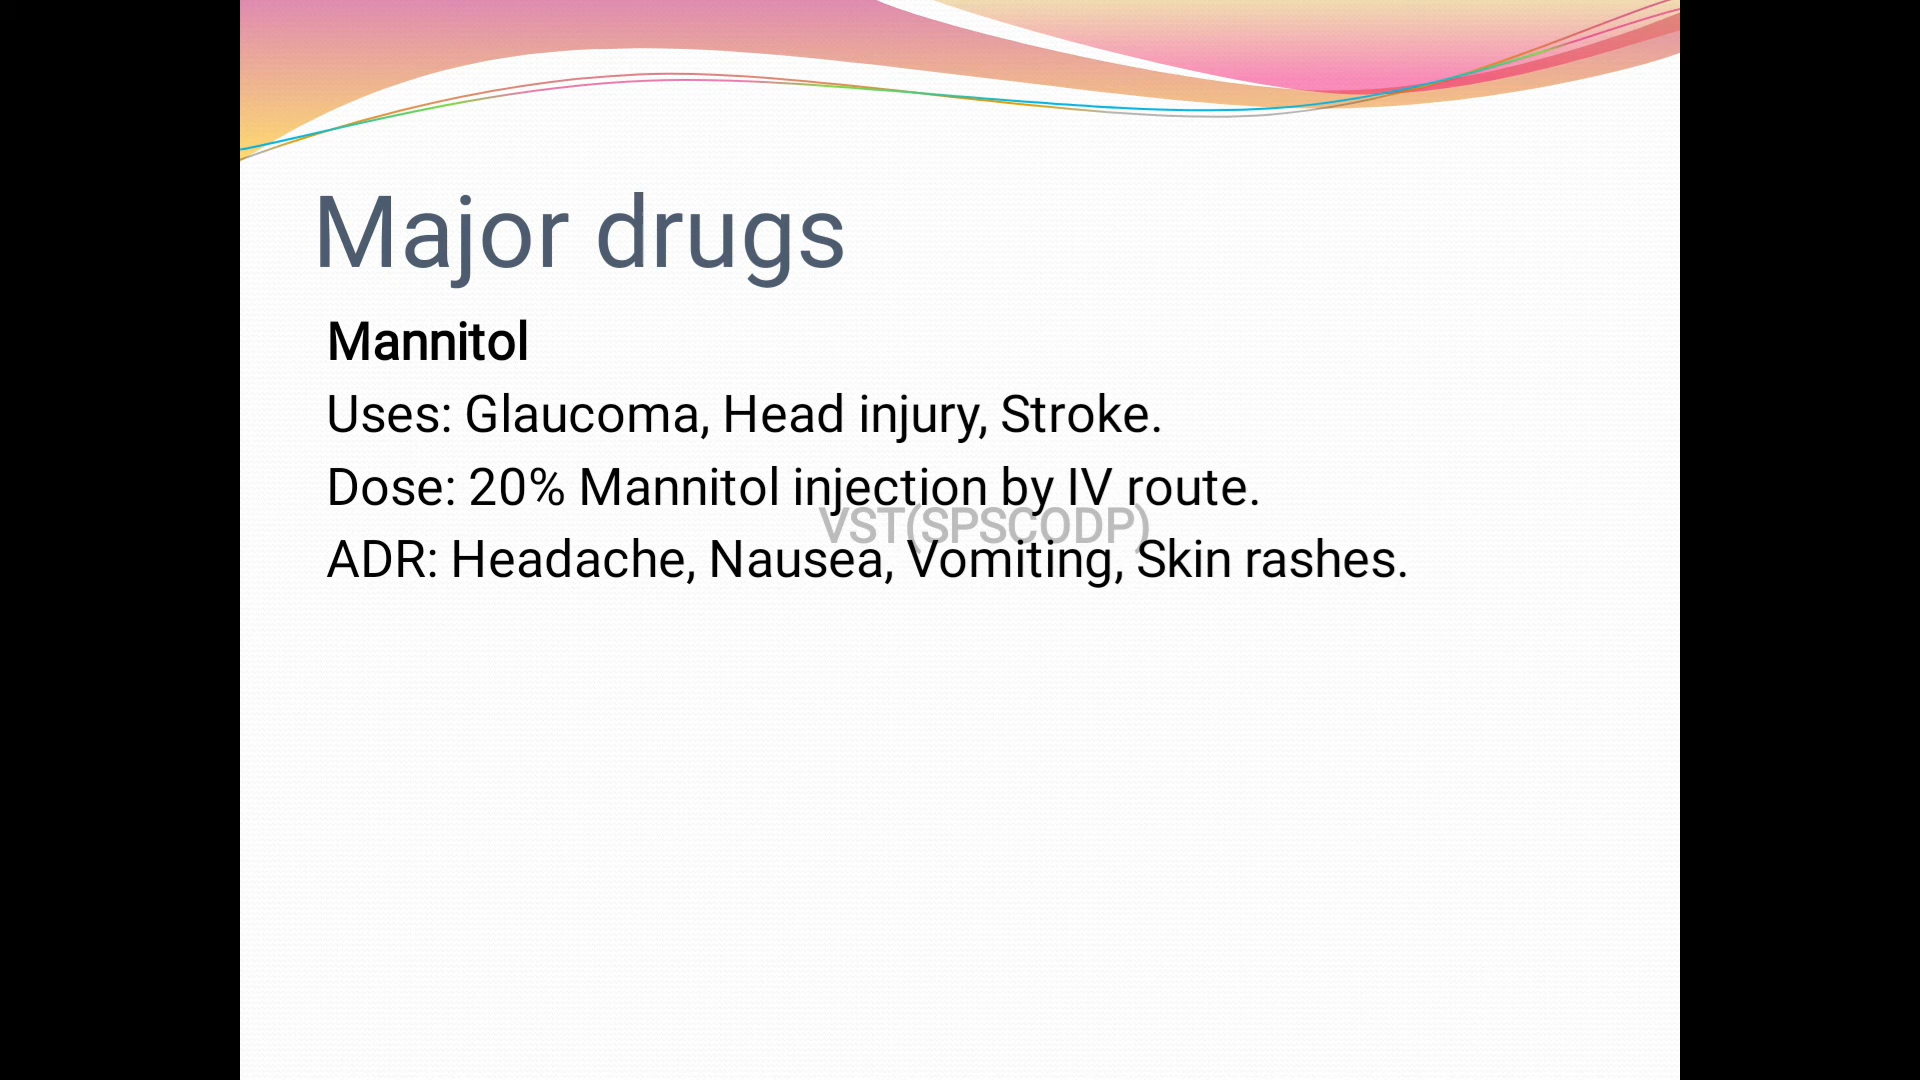 Major drugs
Mannitol
Uses: Glaucoma, Head injury, Stroke.
Dose: 20% Mannitol injection by IV route.
VST(SPSCODP)
ADR: Headache, Nausea, Vomiting, Skin rashes.